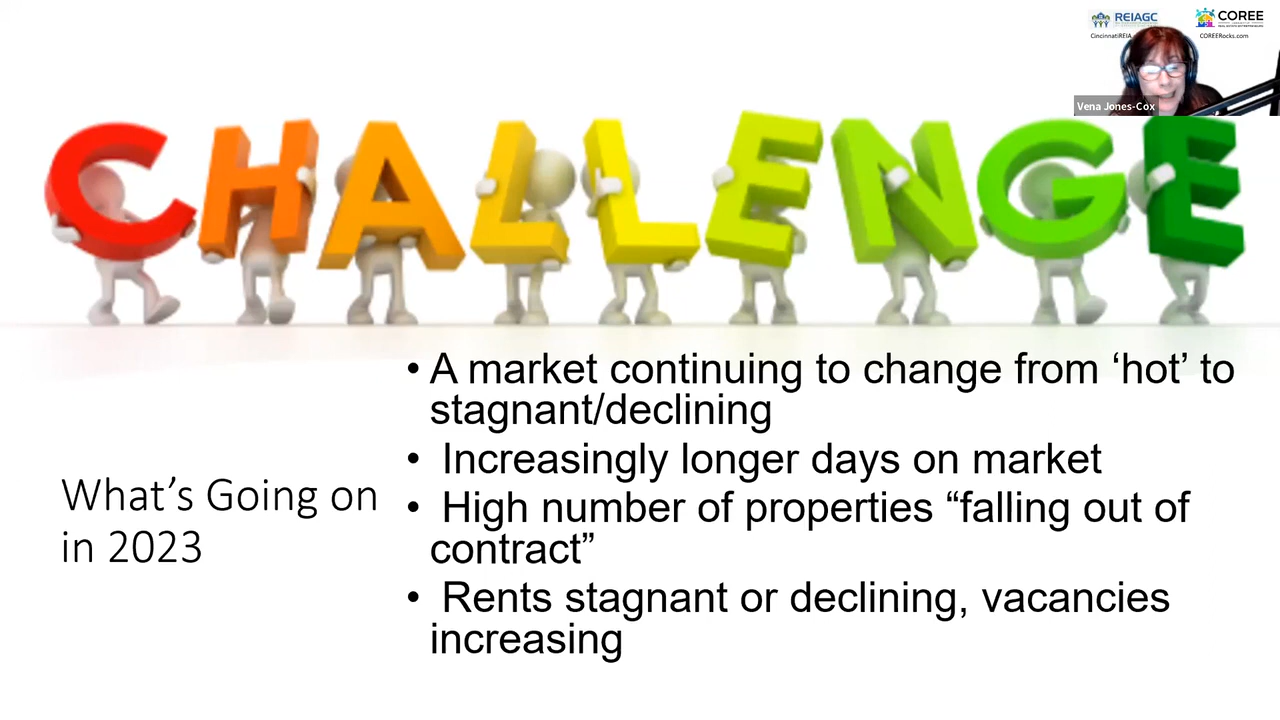 REIAGC
COREE
CincinnatiREIA
COREERocks.com
Vena Jones-Cox
CHALLENGE
What’s Going on
in 2023
• A market continuing to change from ‘hot’ to
stagnant/declining
• Increasingly longer days on market
• High number of properties “falling out of
contract”
• Rents stagnant or declining, vacancies
increasing